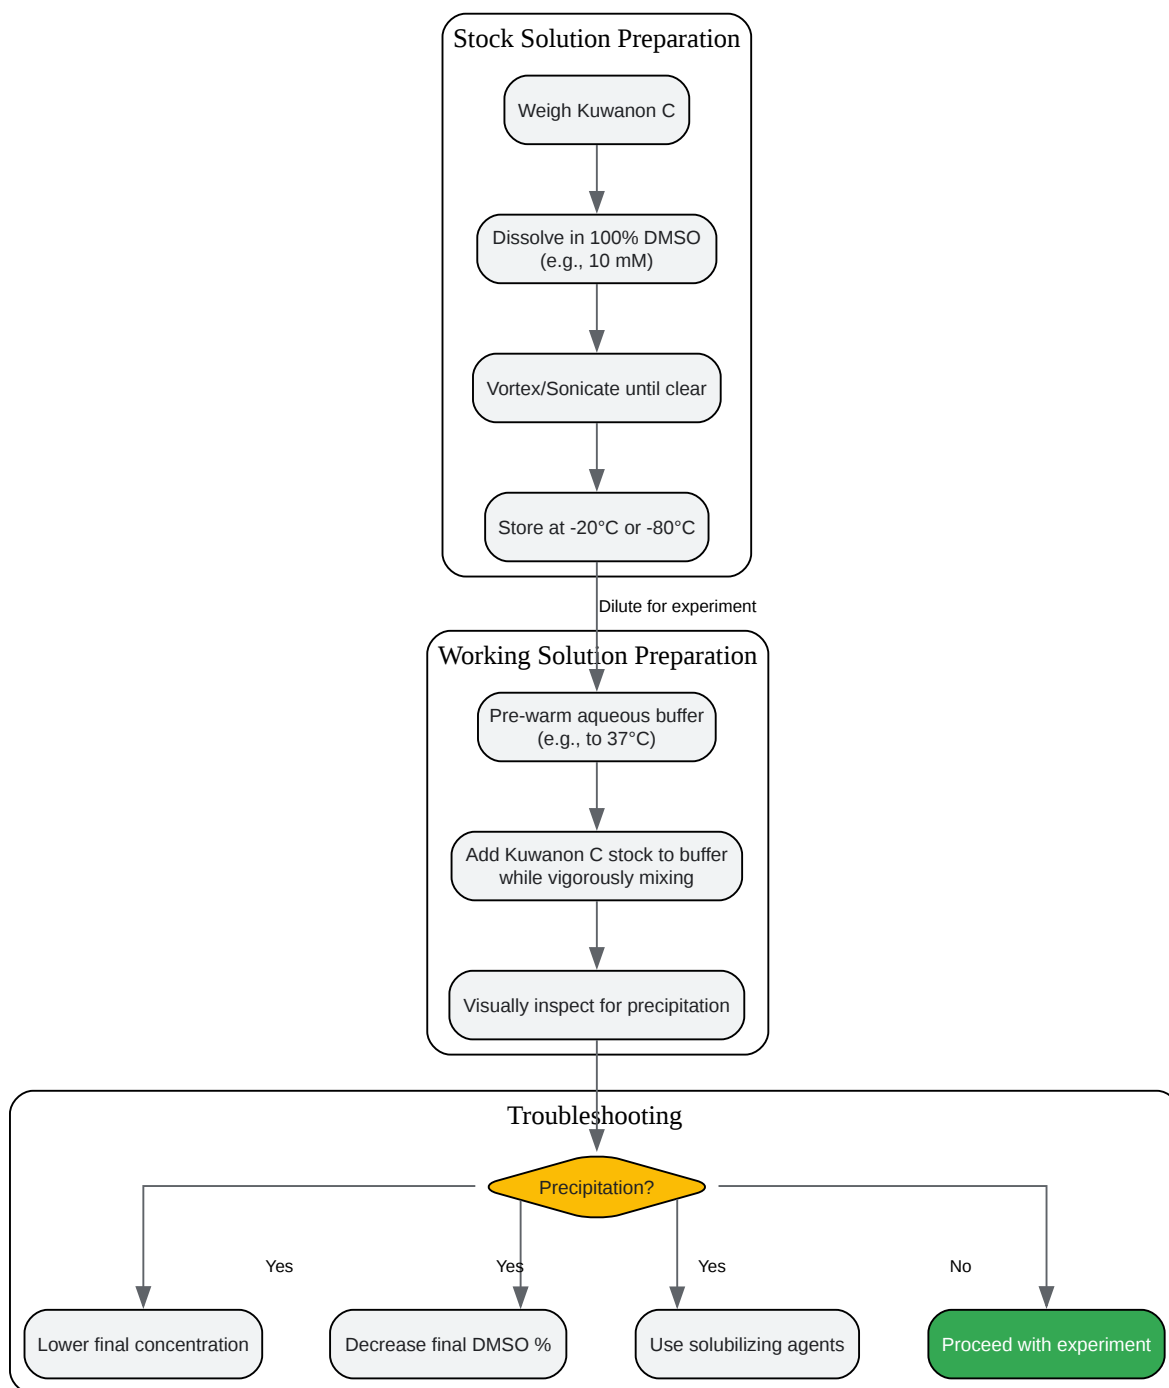 Stock Solution Preparation
Weigh Kuwanon C
Dissolve in 100% DMSO
(e.g., 10 mM)
Vortex/Sonicate until clear
Store at -20°C or -80°C
Dilute for experiment
Working Solution Preparation
Pre-warm aqueous buffer
(e.g., to 37°C)
Add Kuwanon C stock to buffer
while vigorously mixing
Visually inspect for precipitation
Troubleshooting
Precipitation?
Yes
Yes
Yes
No
Lower final concentration
Decrease final DMSO %
Use solubilizing agents
Proceed with experiment